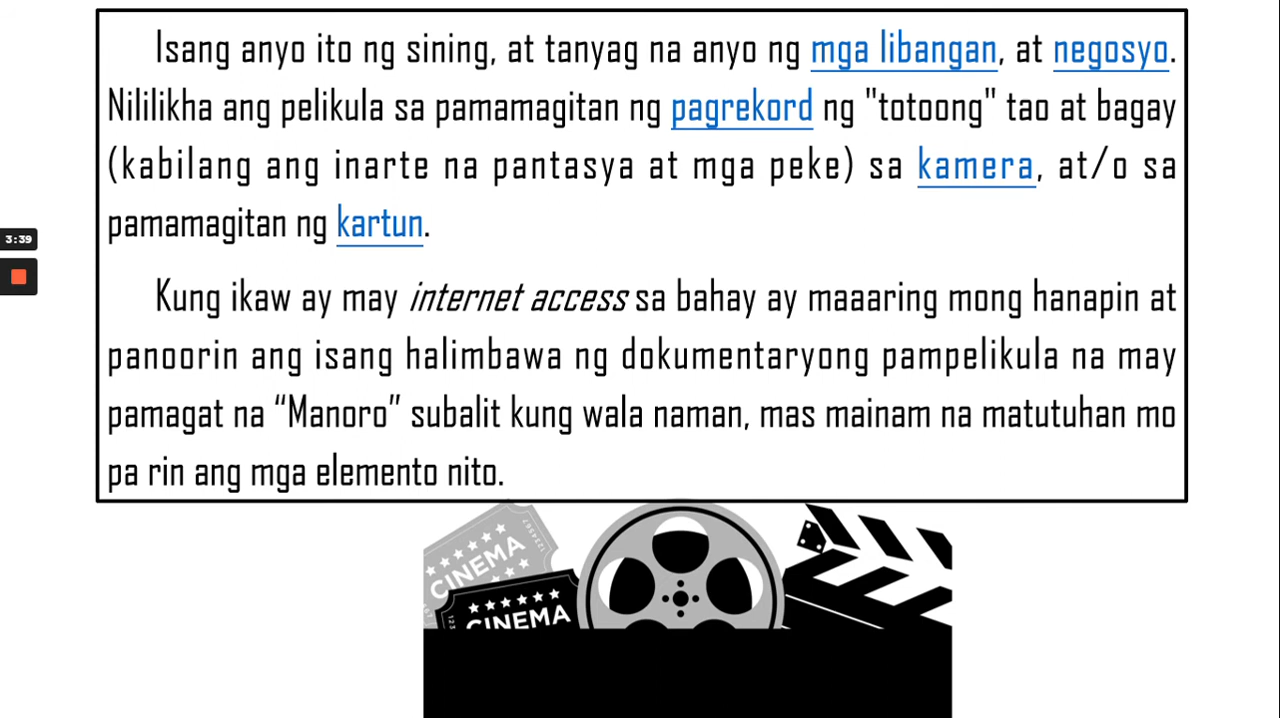 Isang anyo ito ng sining, at tanyag na anyo ng mga libangan, at negosyo.
Nililikha ang pelikula sa pamamagitan ng pagrekord ng "totoong" tao at bagay
(kabilang ang inarte na pantasya at mga peke) sa kamera, at/o sa
pamamagitan ng kartun.
3:39
Kung ikaw ay may internet access sa bahay ay maaaring mong hanapin at
panoorin ang isang halimbawa ng dokumentaryong pampelikula na may
pamagat na “Manoro” subalit kung wala naman, mas mainam na matutuhan mo
pa rin ang mga elemento nito.
CINEMA
1234567
CINEMA